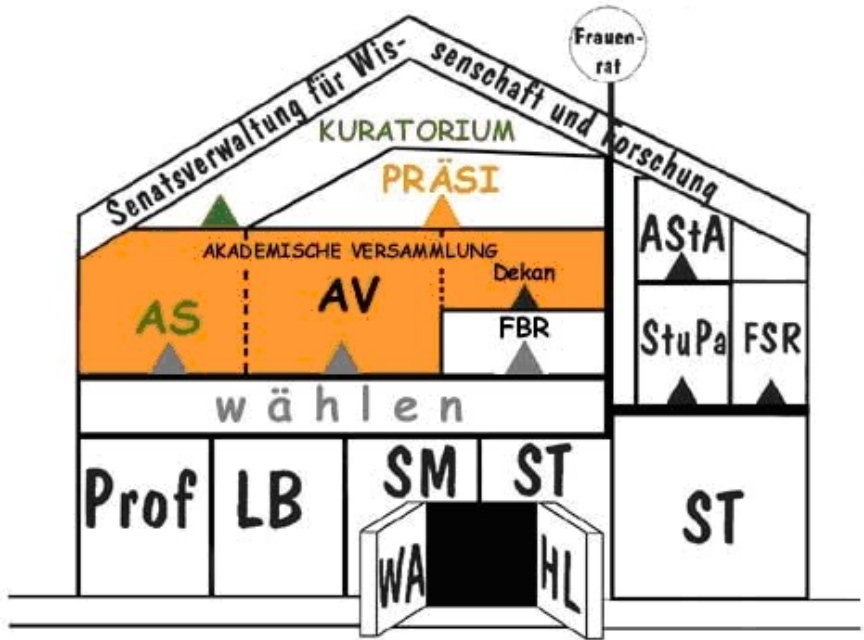 Frauen-
rat
Senatsverwaltung für Wis-
senschaft und Forschung
KURATORIUM
PRÄSI
AKADEMISCHE VERSAMMLUNG
AS
AV
Dekan
FBR
AStA
StuPa
FSR
wählen
Prof
LB
SM
ST
ST
WA
HL